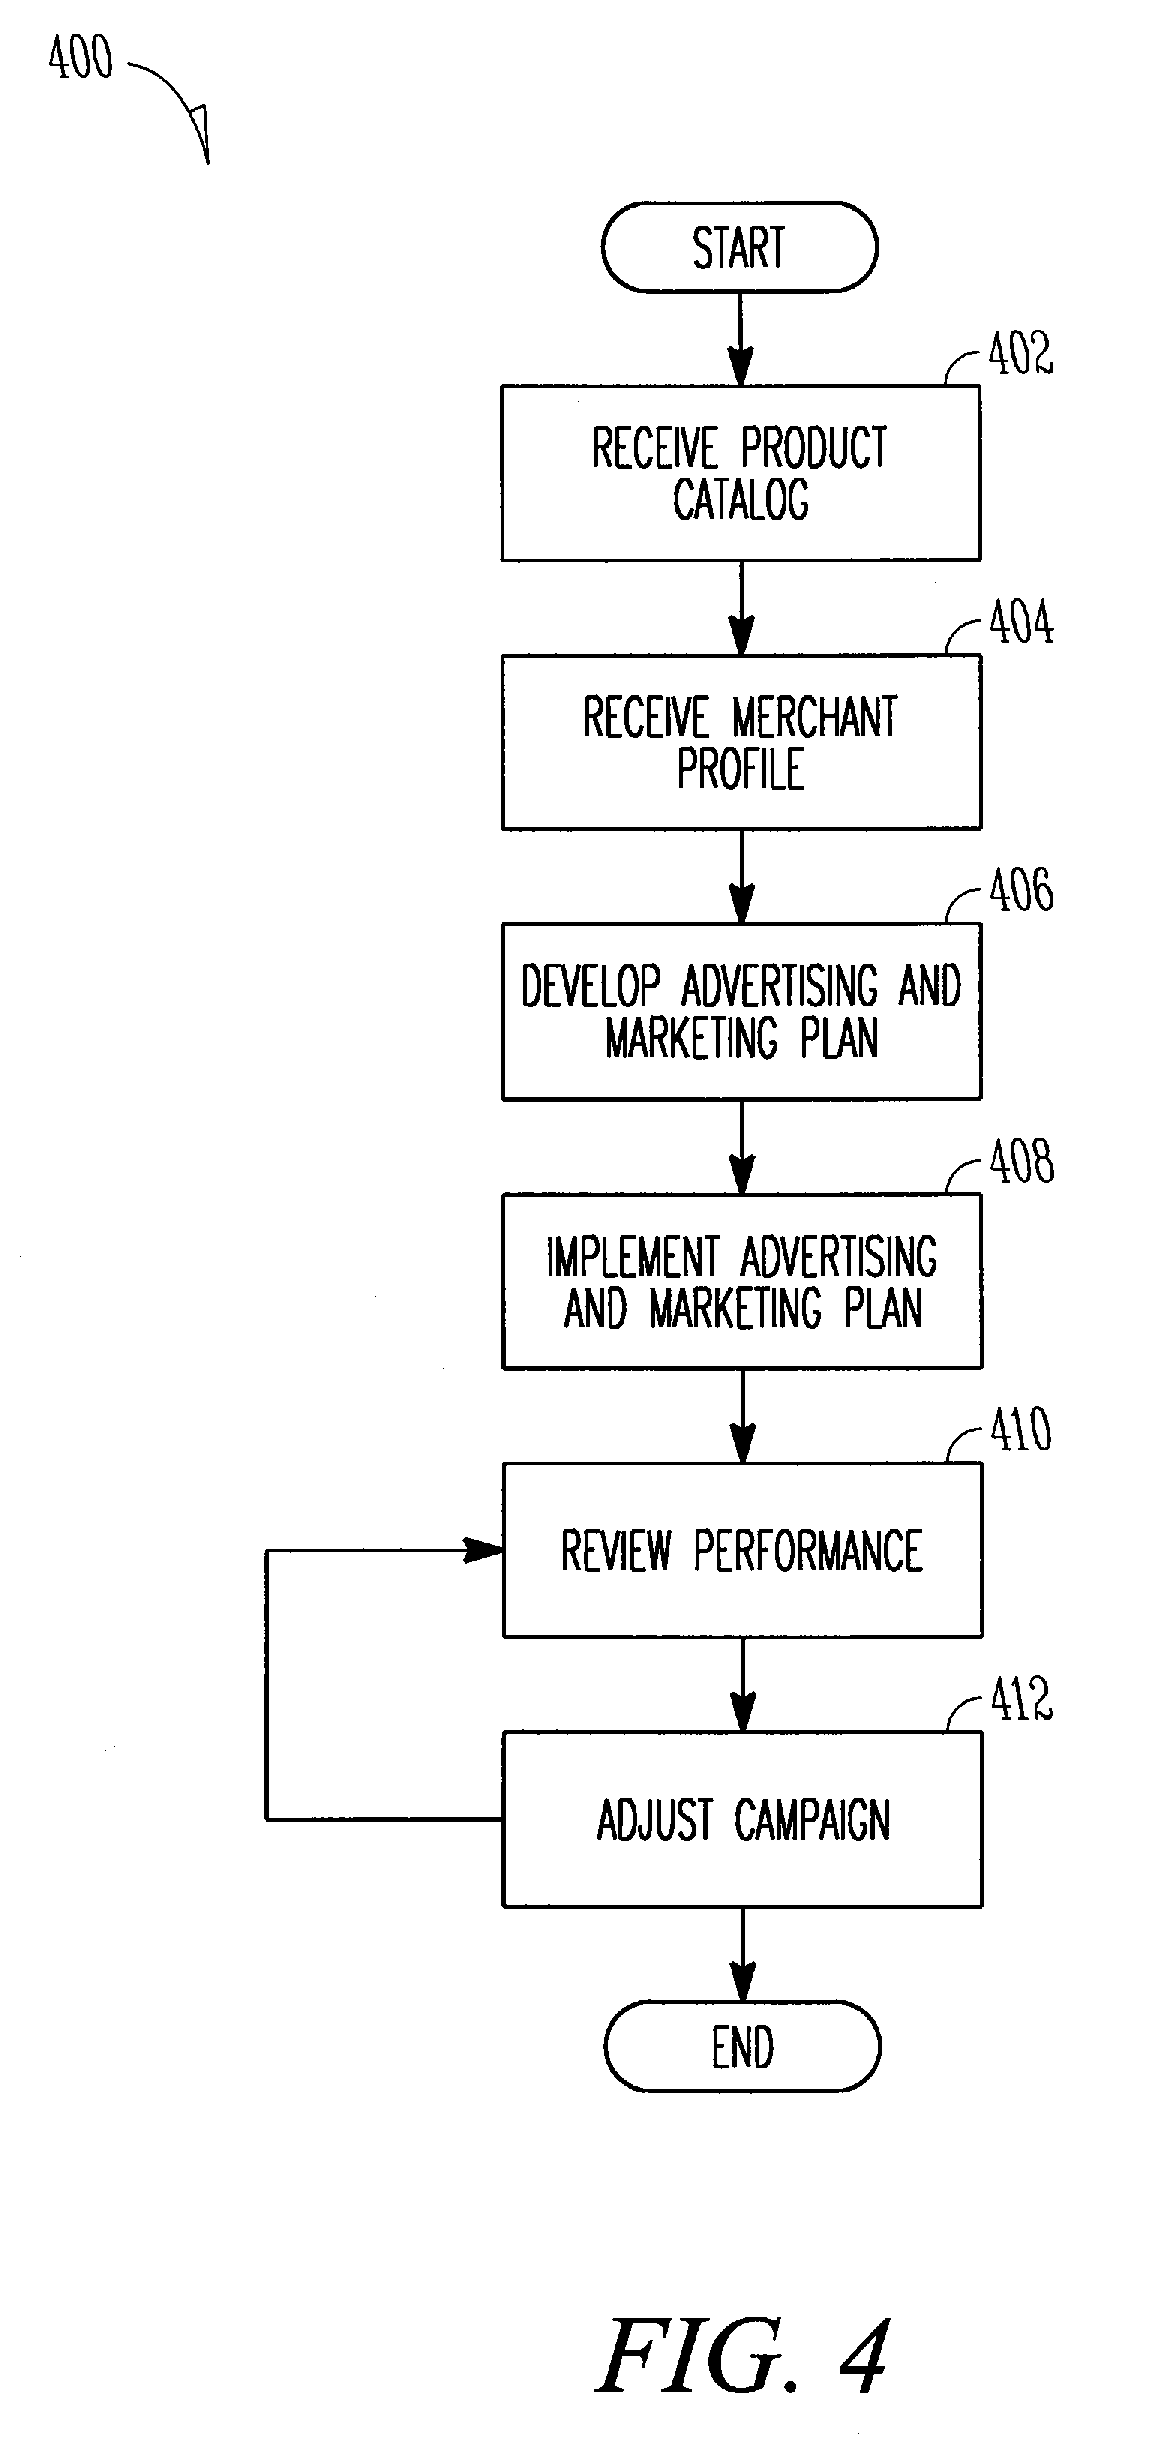 400
START
402
RECEIVE PRODUCT
CATALOG
404
RECEIVE MERCHANT
PROFILE
406
DEVELOP ADVERTISING AND
MARKETING PLAN
408
IMPLEMENT ADVERTISING
AND MARKETING PLAN
410
REVIEW PERFORMANCE
412
ADJUST CAMPAIGN
END
FIG. 4